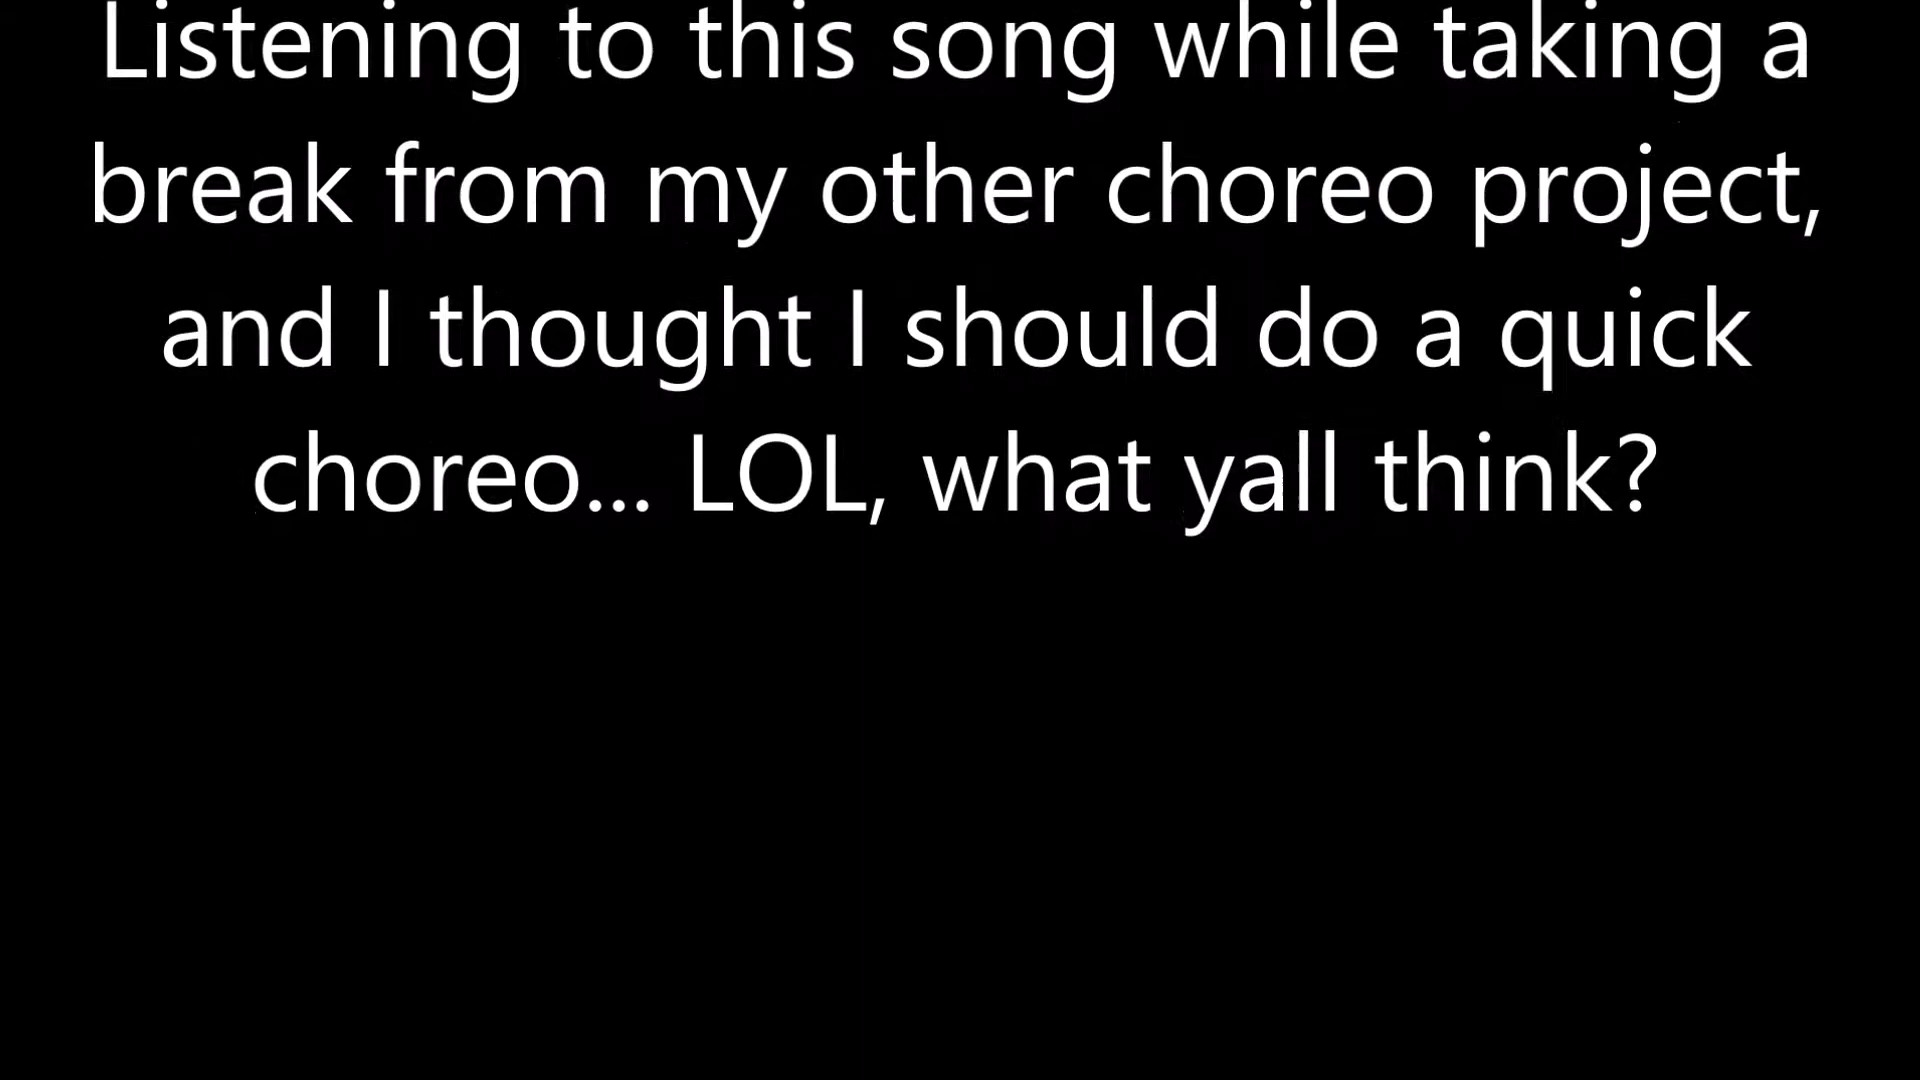 Listening to this song while taking a
break from my other choreo project,
and I thought I should do a quick
choreo... LOL, what yall think?